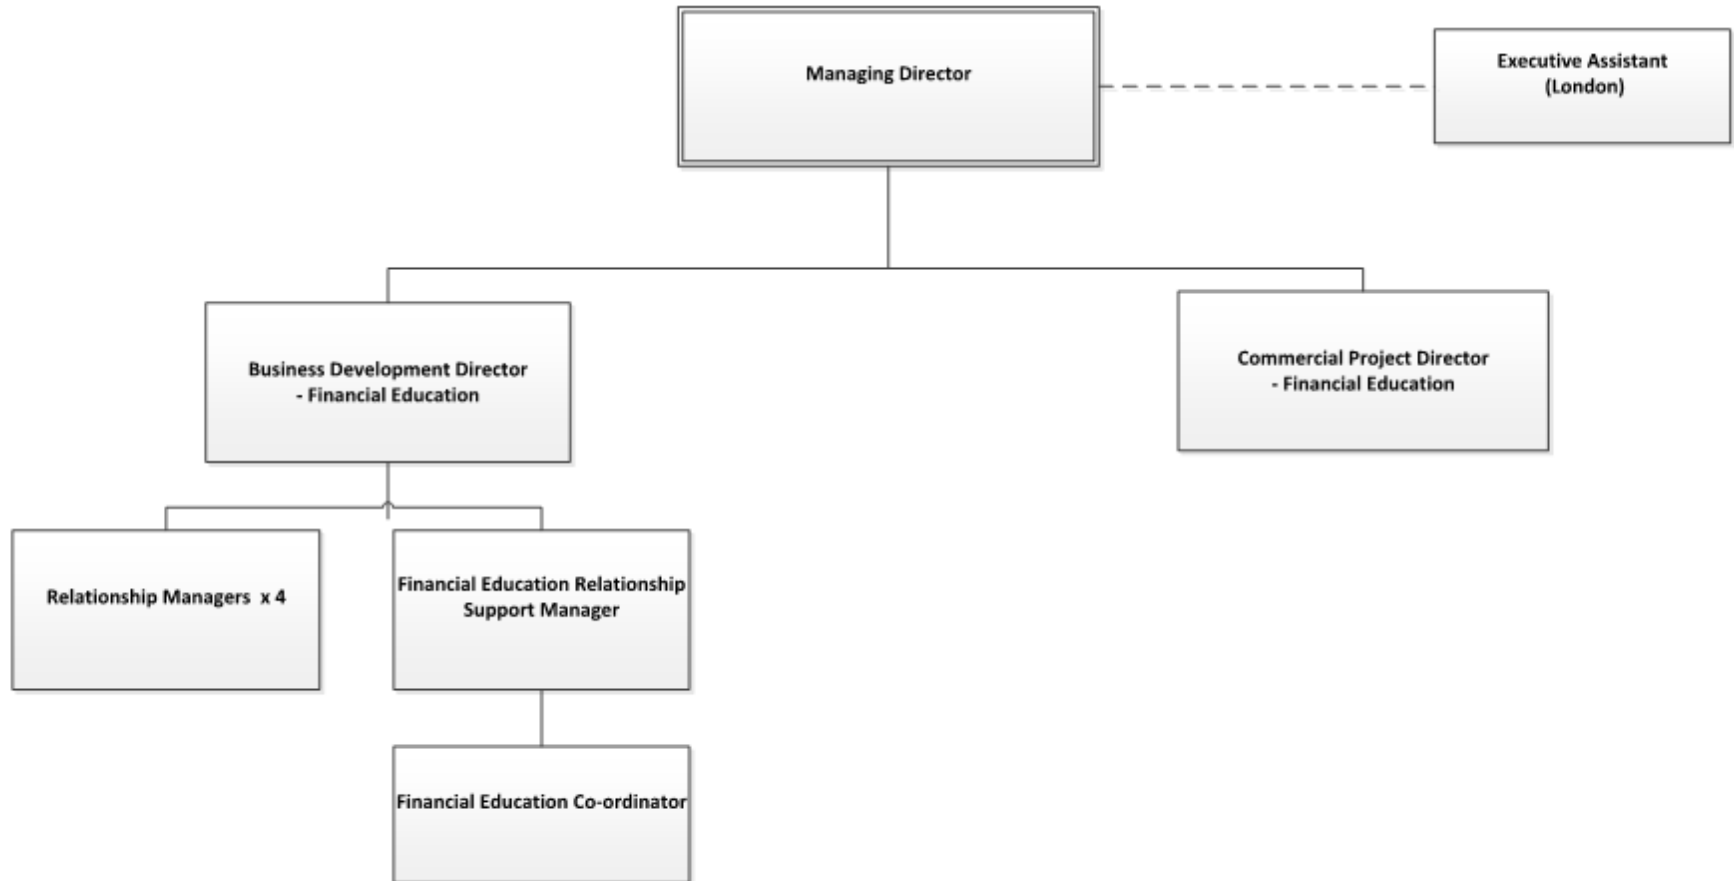 Managing Director
Executive Assistant
(London)
Business Development Director
- Financial Education
Commercial Project Director
- Financial Education
Relationship Managers  x 4
Financial Education Relationship
Support Manager
Financial Education Co-ordinator